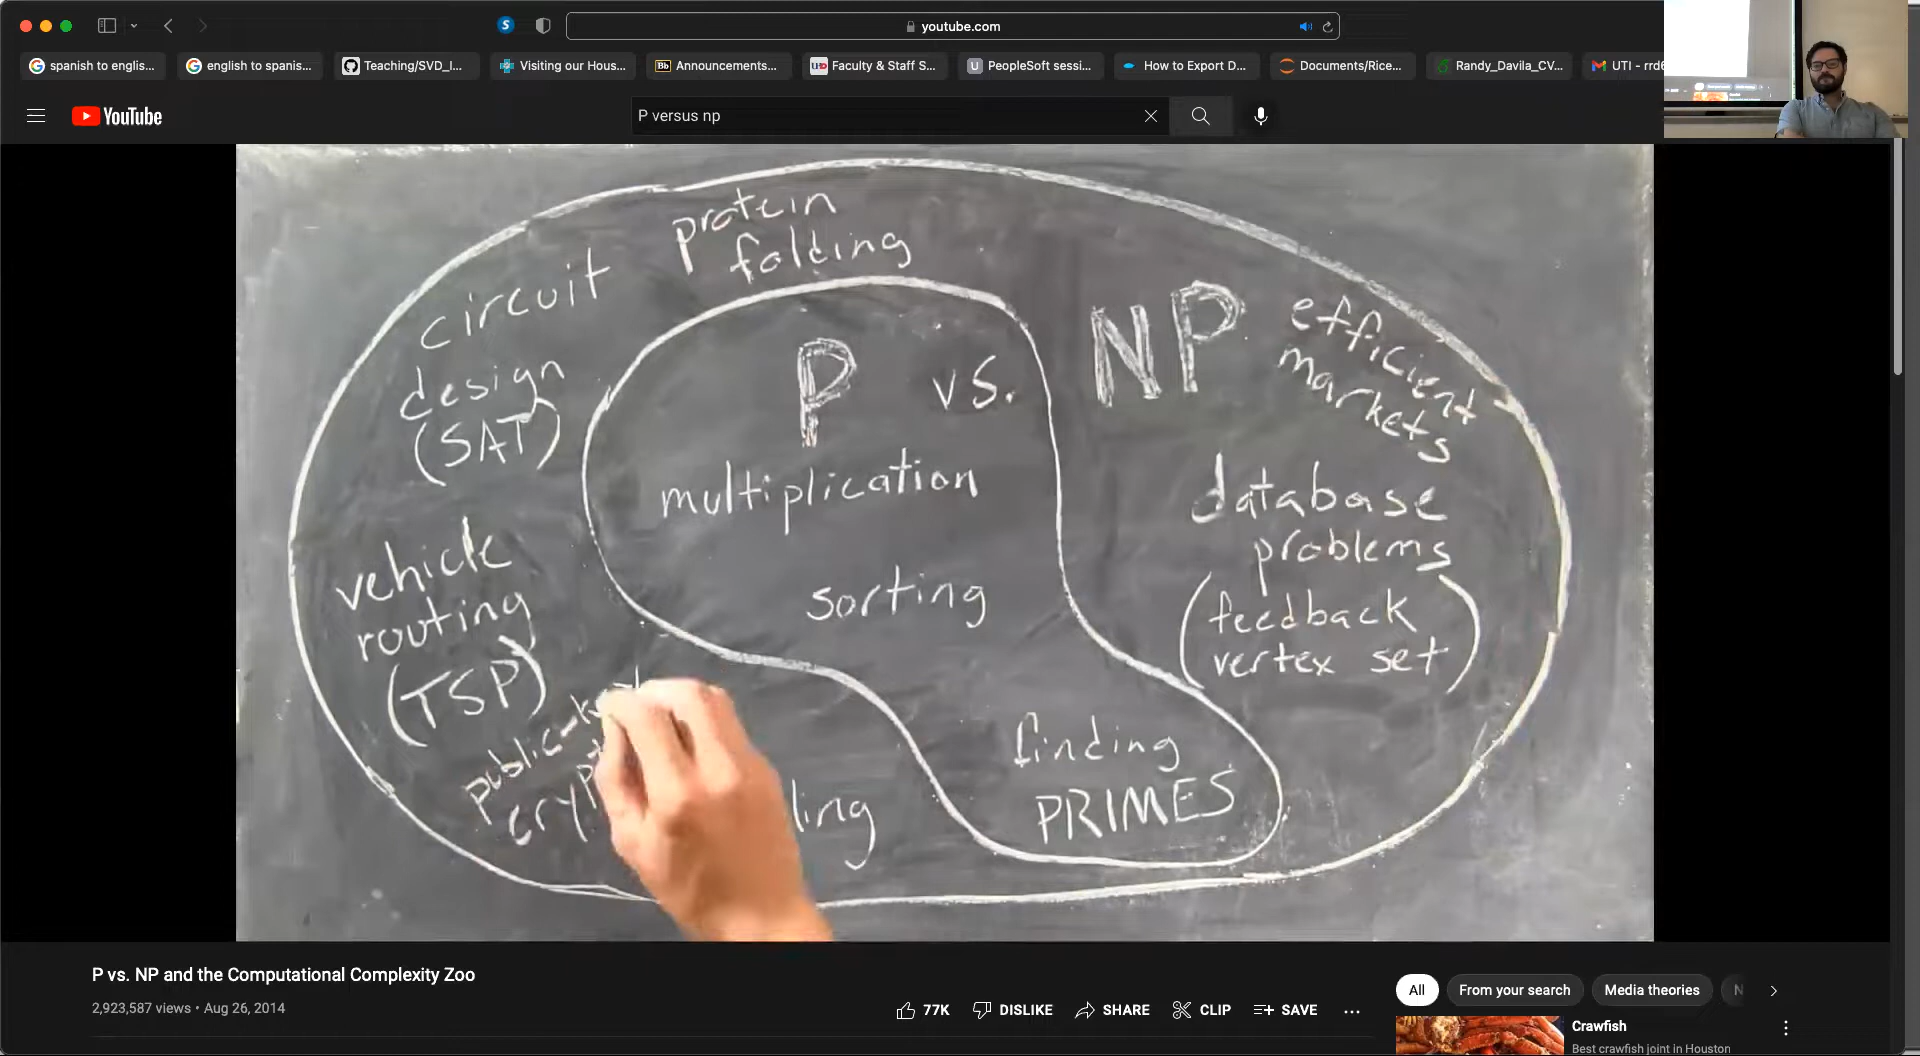 youtube.com
spanish to englis...
english to spanis...
Teaching/SVD_I...
Visiting our Hous...
Announcements...
Faculty & Staff S...
PeopleSoft sessi...
How to Export D...
Documents/Rice...
Randy_Davila_CV...
UTI - rrd6
YouTube
P versus np
protein
folding
circuit
design
(SAT)
P vs. NP
efficient
markets
multiplication
database
problems
(feedback
vertex set)
vehicle
routing
(TSP)
sorting
public-
cryp
ling
finding
PRIMES
P vs. NP and the Computational Complexity Zoo
2,923,587 views • Aug 26, 2014
77K
DISLIKE
SHARE
CLIP
SAVE
All
From your search
Media theories
N
Crawfish
Best crawfish joint in Houston